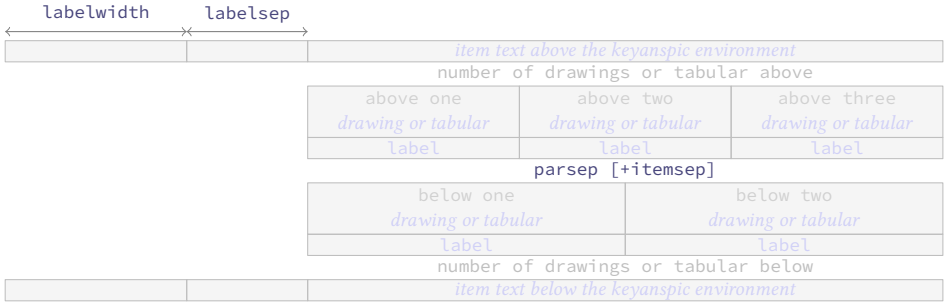 labelwidth labelsep
item text above the keyanspic environment
number of drawings or tabular above
above one above two above three
drawing or tabular drawing or tabular drawing or tabular
label label label
parsep [+itemsep]
below one below two
drawing or tabular drawing or tabular
label label
number of drawings or tabular below
item text below the keyanspic environment